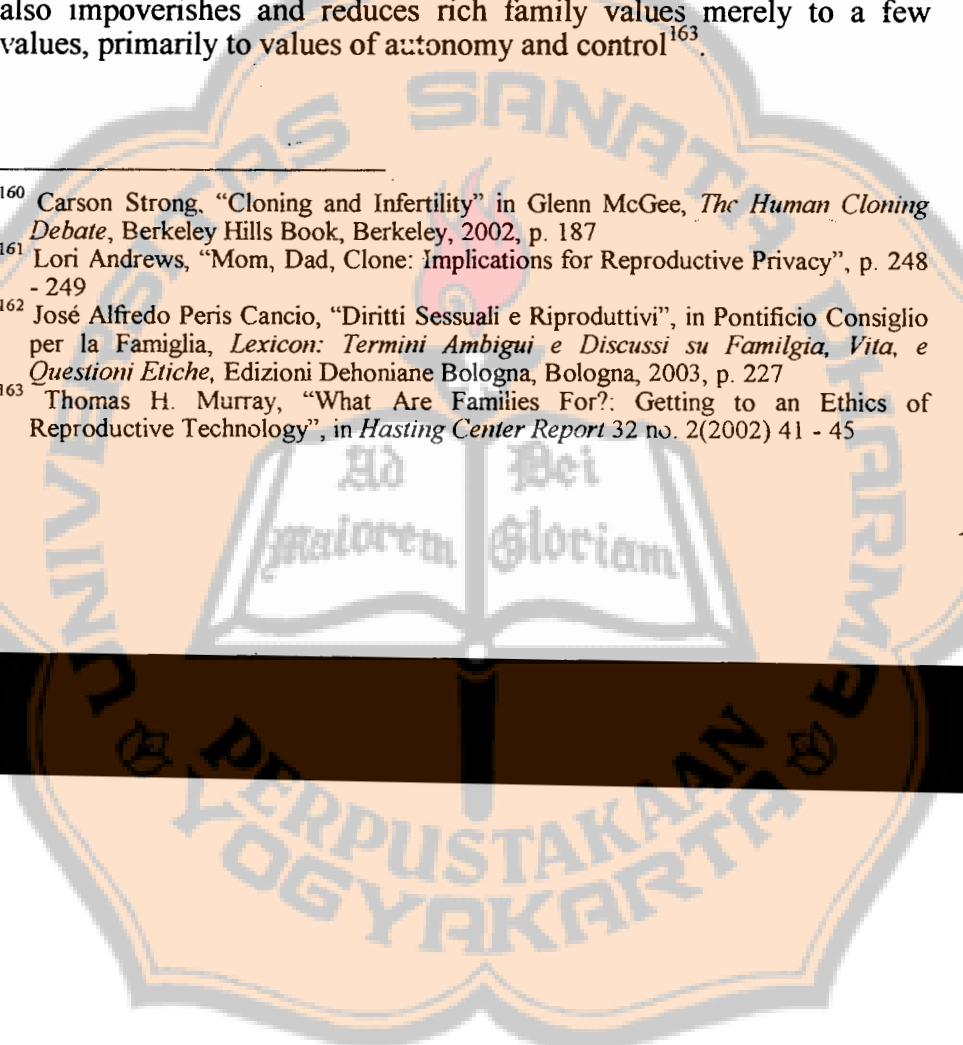 also impoverishes and reduces rich family values merely to a few
values, primarily to values of autonomy and control163.
160 Carson Strong, “Cloning and Infertility” in Glenn McGee, The Human Cloning
Debate, Berkeley Hills Book, Berkeley, 2002, p. 187
161 Lori Andrews, “Mom, Dad, Clone: Implications for Reproductive Privacy”, p. 248
- 249
162 José Alfredo Peris Cancio, “Diritti Sessuali e Riproduttivi”, in Pontificio Consiglio
per la Famiglia, Lexicon: Termini Ambigui e Discussi su Familgia, Vita, e
Questioni Etiche, Edizioni Dehoniane Bologna, Bologna, 2003, p. 227
163 Thomas H. Murray, “What Are Families For?: Getting to an Ethics of
Reproductive Technology”, in Hasting Center Report 32 no. 2(2002) 41 - 45
UNIVERSITAS SANATA DHARMA
Ad Dei
maiorem Gloriam
PERPUSTAKAAN
YOGYAKARTA